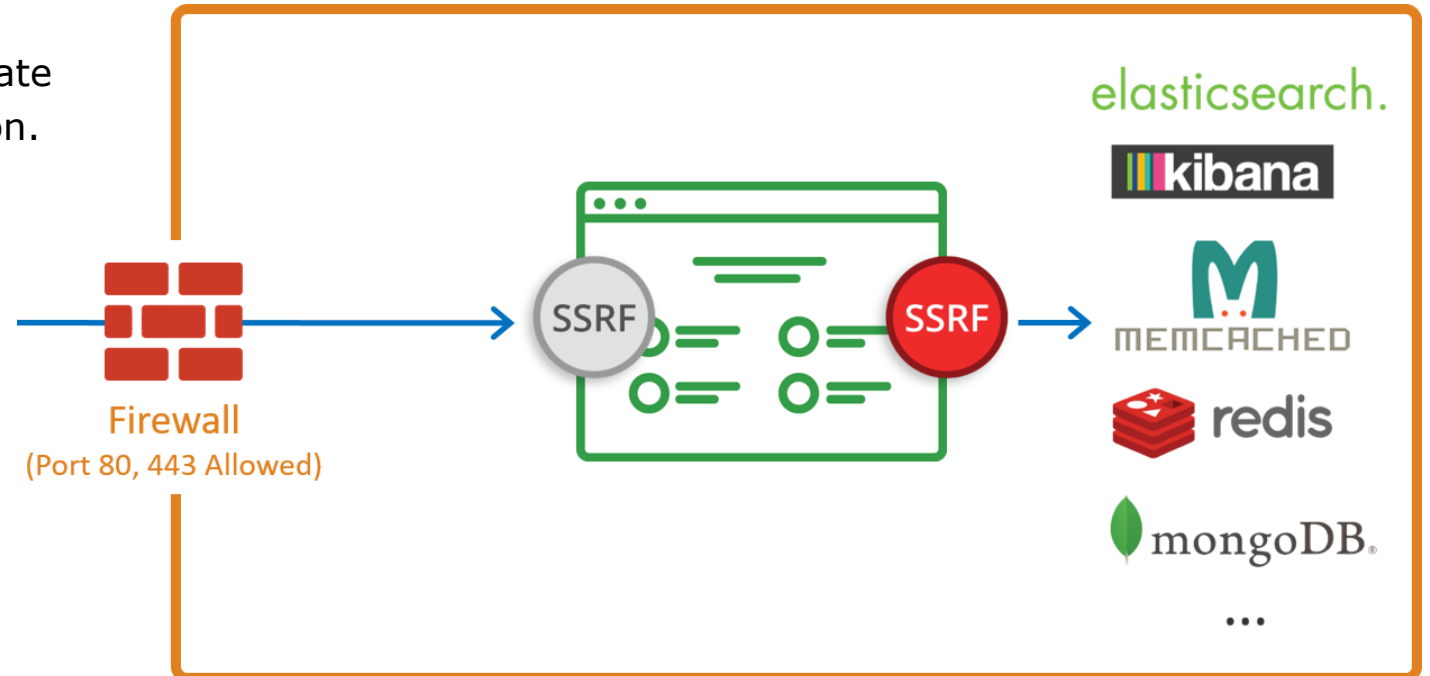 ate
on.
elasticsearch.
kibana
MEMCACHED
redis
mongoDB®
...
SSRF
SSRF
Firewall
(Port 80, 443 Allowed)